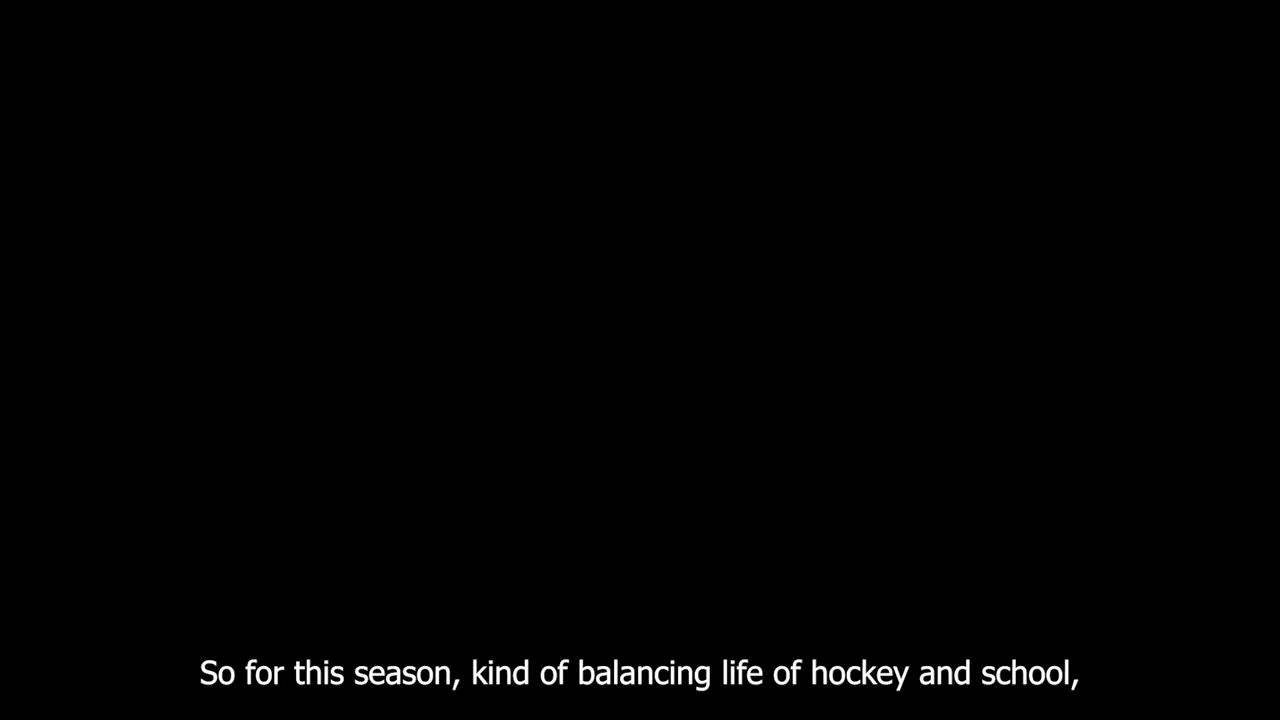 So for this season, kind of balancing life of hockey and school,